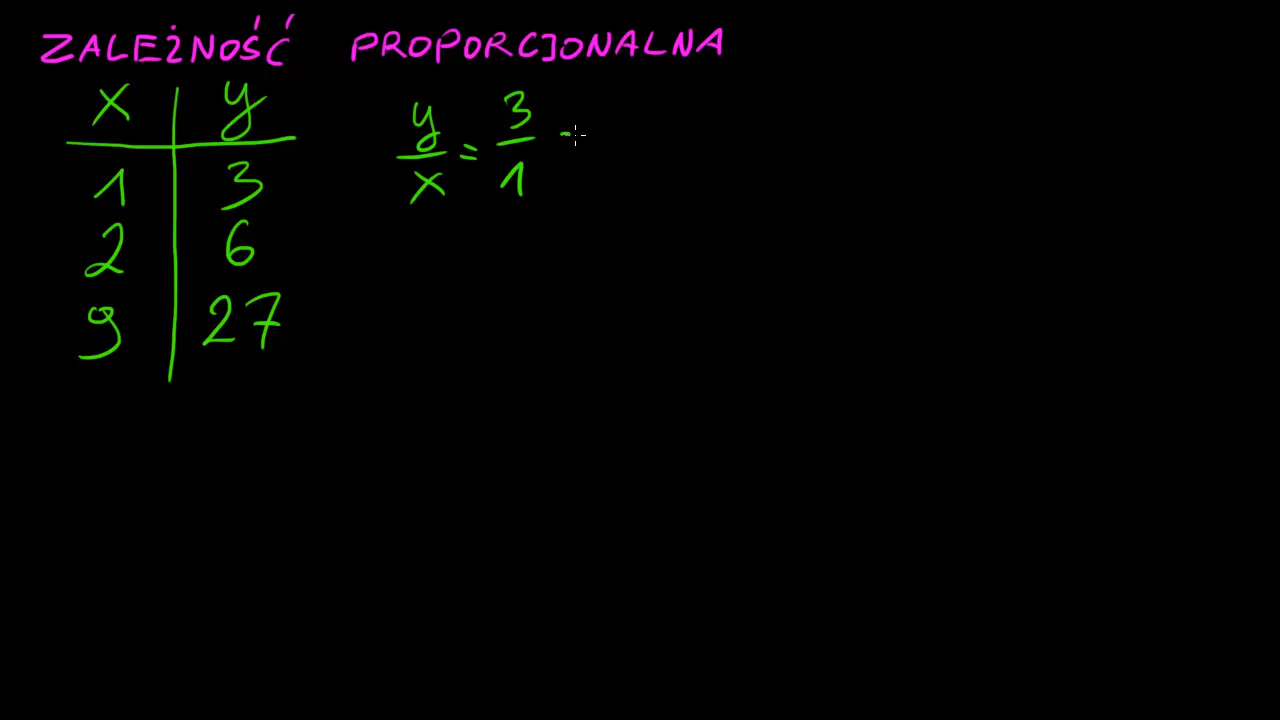 ZALEŻNOŚĆ PROPORCJONALNA
x y
1 3
2 6
9 27
y/x = 3/1 -